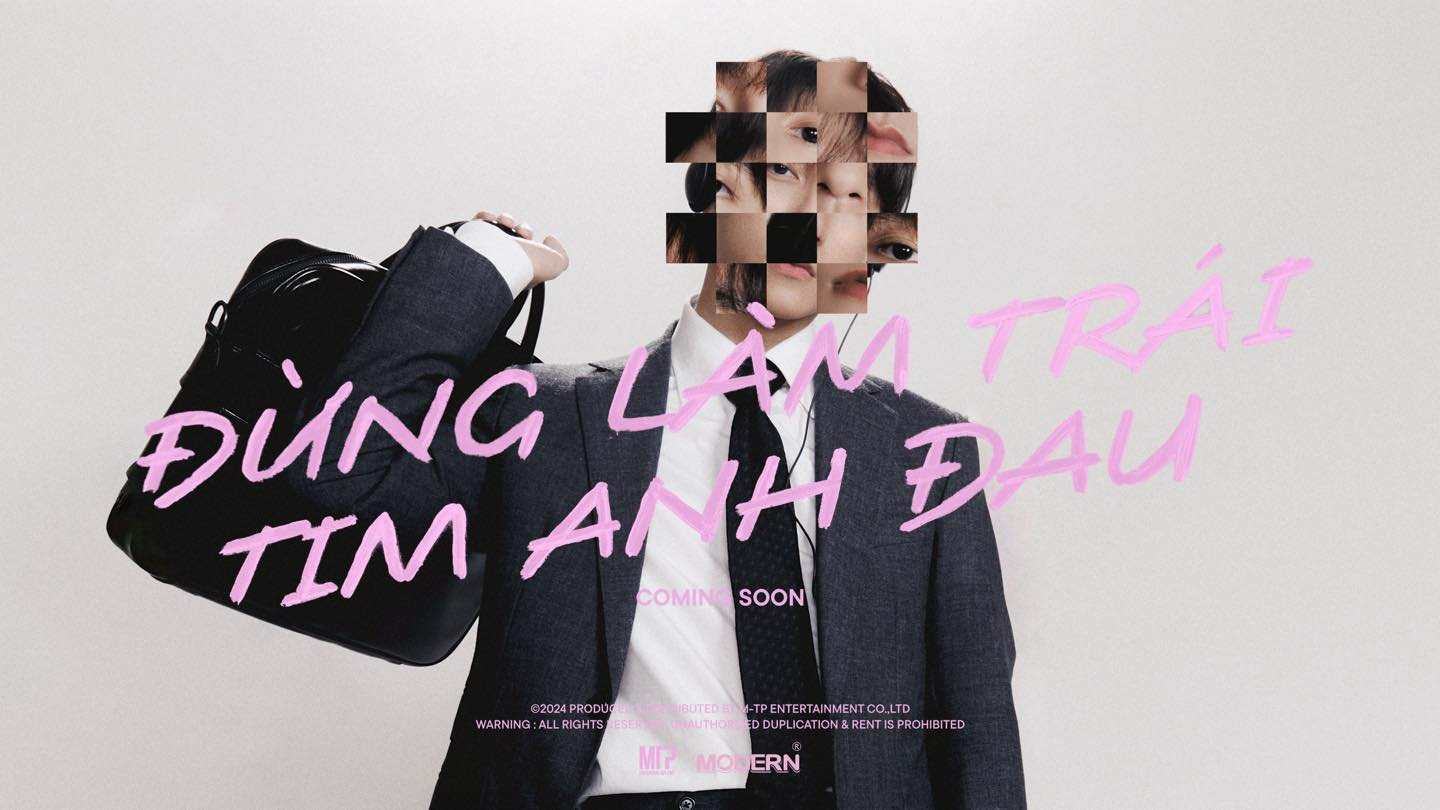 ĐỪNG LÀM TRÁI
TIM ANH ĐAU
COMING SOON
©2024 PRODUCED & DISTRIBUTED BY M-TP ENTERTAINMENT CO.,LTD
WARNING : ALL RIGHTS RESERVED. UNAUTHORISED DUPLICATION & RENT IS PROHIBITED
MTP
MODERN®